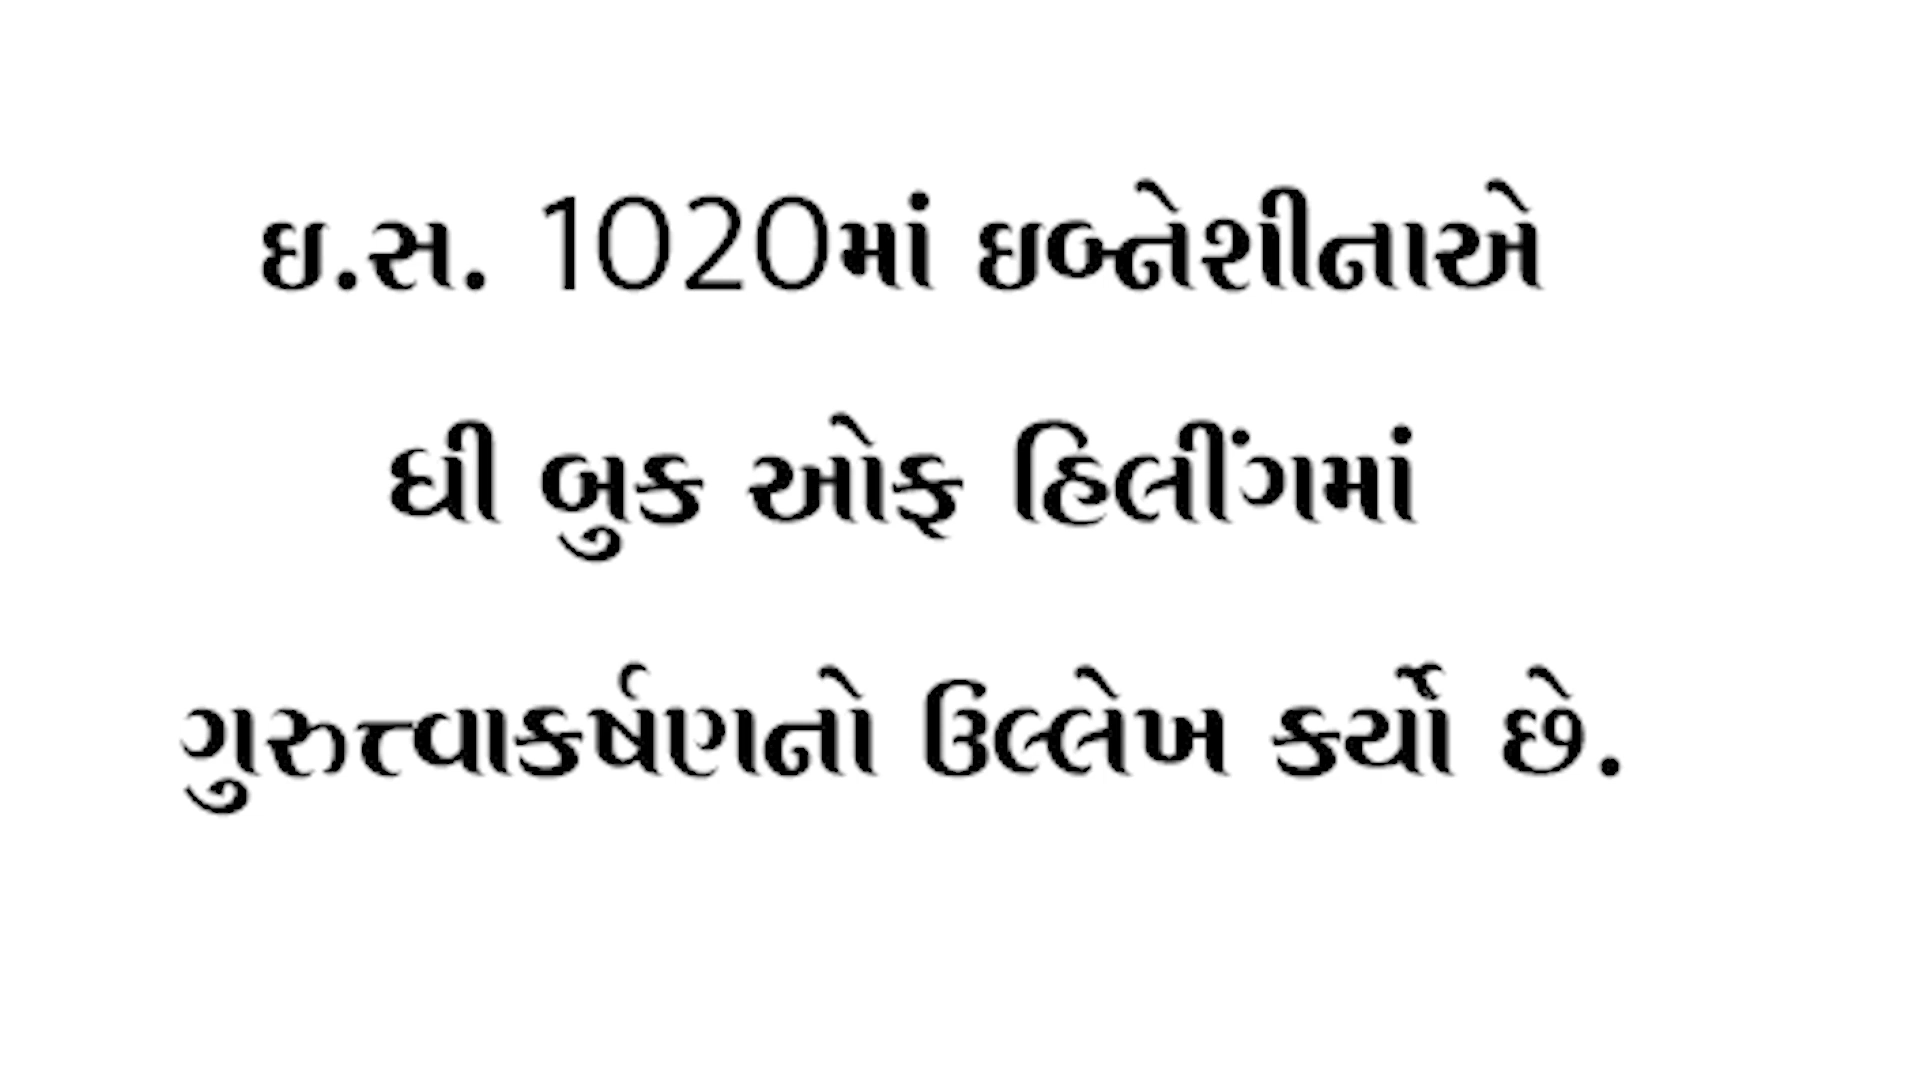 ઇ.સ. 1020માં ઇબ્નેશીનાએ
ધી બુક ઓફ હિલીંગમાં
ગુરુત્ત્વાકર્ષણનો ઉલ્લેખ કર્યો છે.